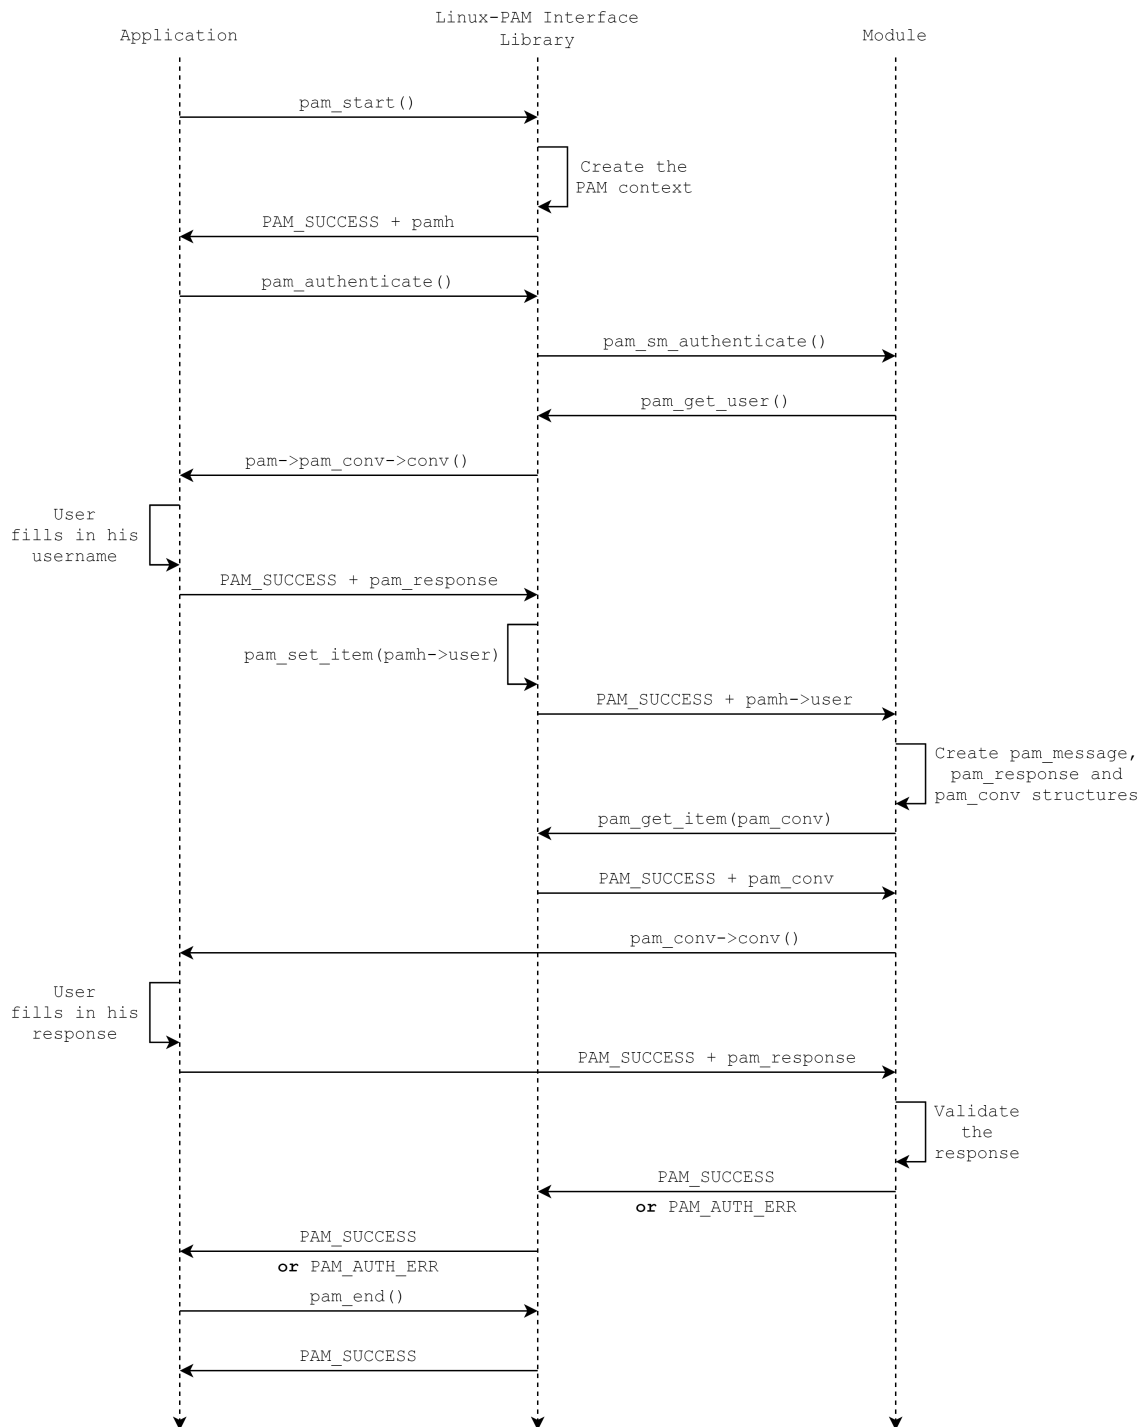 Application
Linux-PAM Interface
Library
Module
pam_start()
Create the
PAM context
PAM_SUCCESS + pamh
pam_authenticate()
pam_sm_authenticate()
pam_get_user()
pam->pam_conv->conv()
User
fills in his
username
PAM_SUCCESS + pam_response
pam_set_item(pamh->user)
PAM_SUCCESS + pamh->user
Create pam_message,
pam_response and
pam_conv structures
pam_get_item(pam_conv)
PAM_SUCCESS + pam_conv
pam_conv->conv()
User
fills in his
response
PAM_SUCCESS + pam_response
Validate
the
response
PAM_SUCCESS
or PAM_AUTH_ERR
PAM_SUCCESS
or PAM_AUTH_ERR
pam_end()
PAM_SUCCESS